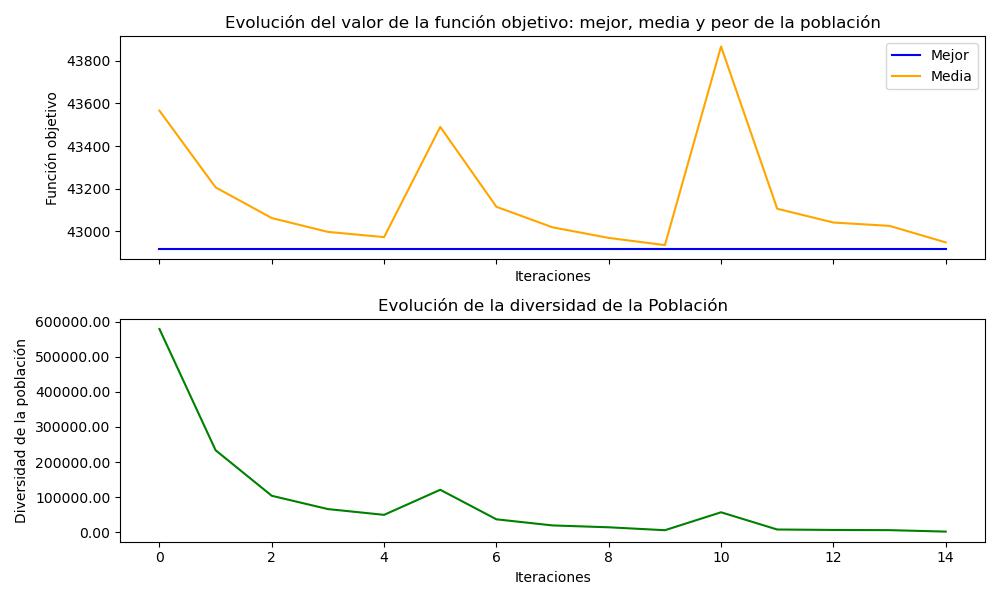 Evolución del valor de la función objetivo: mejor, media y peor de la población
Función objetivo
43800
43600
43400
43200
43000
Mejor
Media
Iteraciones
Evolución de la diversidad de la Población
Diversidad de la población
600000.00
500000.00
400000.00
300000.00
200000.00
100000.00
0.00
0 2 4 6 8 10 12 14
Iteraciones